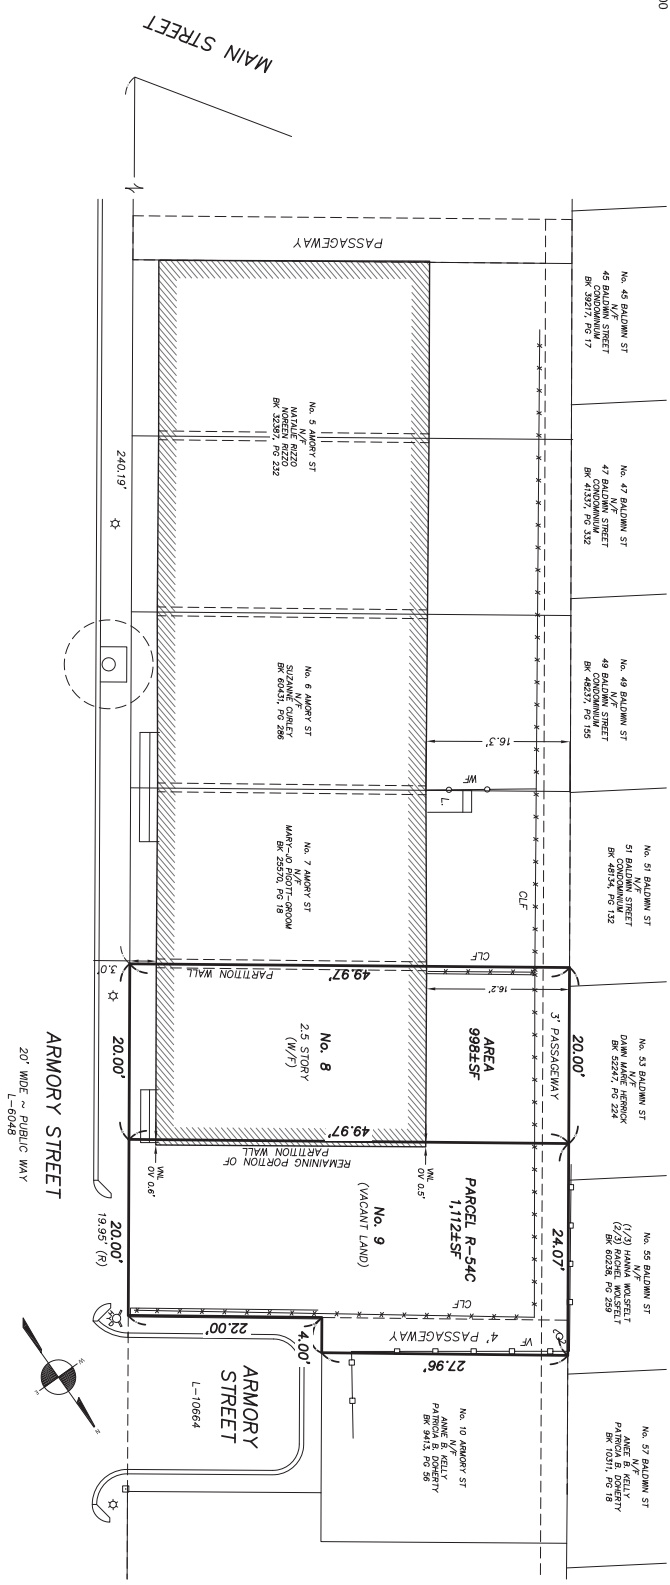 00
MAIN STREET
PASSAGEWAY
No. 45 BALDWIN ST
N/F
45 BALDWIN STREET
CONDOMINIUM
BK 39217, PG 17
No. 47 BALDWIN ST
N/F
47 BALDWIN STREET
CONDOMINIUM
BK 41337, PG 332
No. 49 BALDWIN ST
N/F
49 BALDWIN STREET
CONDOMINIUM
BK 48237, PG 155
No. 51 BALDWIN ST
N/F
51 BALDWIN STREET
CONDOMINIUM
BK 48134, PG 132
No. 53 BALDWIN ST
N/F
DAWN MARIE HERRICK
BK 52247, PG 224
No. 55 BALDWIN ST
N/F
(1/3) HANNA WOLSFELT
(2/3) RACHEL WOLSFELT
BK 60238, PG 259
No. 57 BALDWIN ST
N/F
ANEE B. KELLY
PATRICIA B. DOHERTY
BK 10311, PG 18
No. 5 AMORY ST
N/F
NATALIE RIZZO
NOREEN RIZZO
BK 32387, PG 232
240.19'
No. 6 AMORY ST
N/F
SUZANNE CURLEY
BK 60431, PG 286
16.3'
WF
L.
No. 7 AMORY ST
N/F
MARY-JO PIGOTT-GROOM
BK 25570, PG 18
CLF
CLF
3.0'
PARTITION WALL
49.97'
16.2'
3' PASSAGEWAY
20.00'
AREA
998±SF
No. 8
2.5 STORY
(W/F)
20.00'
49.97'
REMAINING PORTION OF
PARTITION WALL
VNL
OV 0.6'
VNL
OV 0.5'
ARMORY STREET
20' WIDE ~ PUBLIC WAY
L-6048
PARCEL R-54C
1,112±SF
No. 9
(VACANT LAND)
24.07'
20.00'
19.95' (R)
CLF
22.00'
4.00'
4' PASSAGEWAY
VF
27.96'
ARMORY
STREET
L-10664
No. 10 ARMORY ST
N/F
ANNE B. KELLY
PATRICIA B. DOHERTY
BK 9413, PG 56